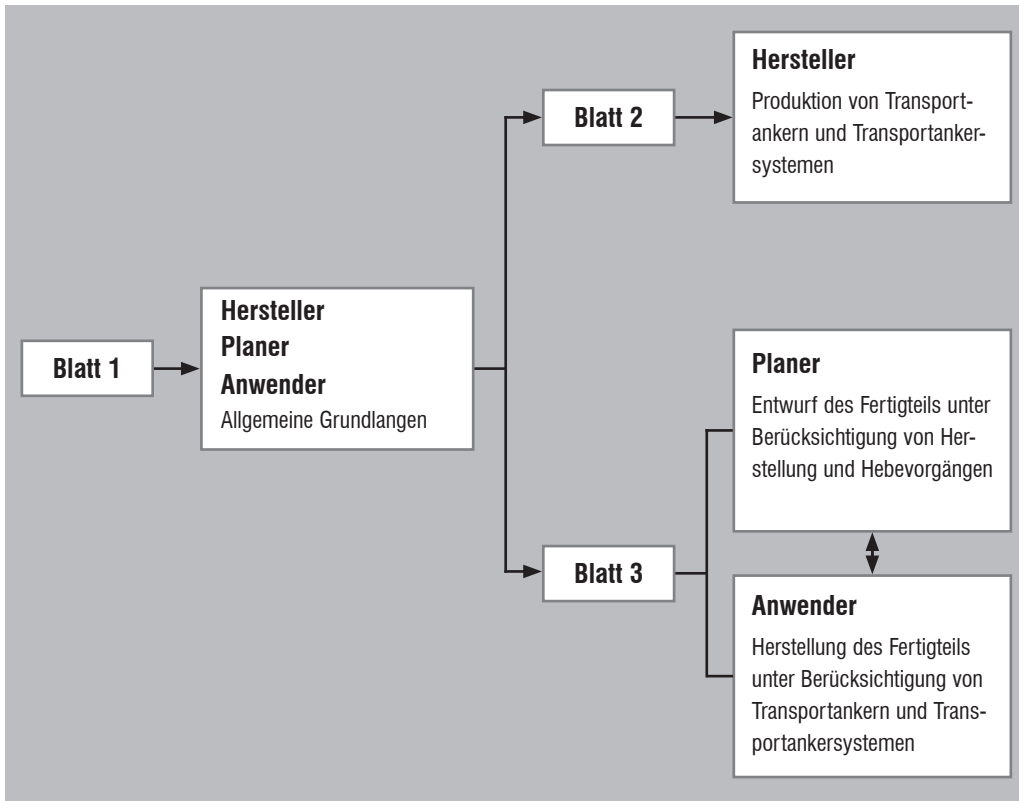 Blatt 1
Hersteller
Planer
Anwender
Allgemeine Grundlangen
Blatt 2
Hersteller
Produktion von Transport-
ankern und Transportanker-
systemen
Blatt 3
Planer
Entwurf des Fertigteils unter
Berücksichtigung von Her-
stellung und Hebevorgängen
Anwender
Herstellung des Fertigteils
unter Berücksichtigung von
Transportankern und Trans-
portankersystemen